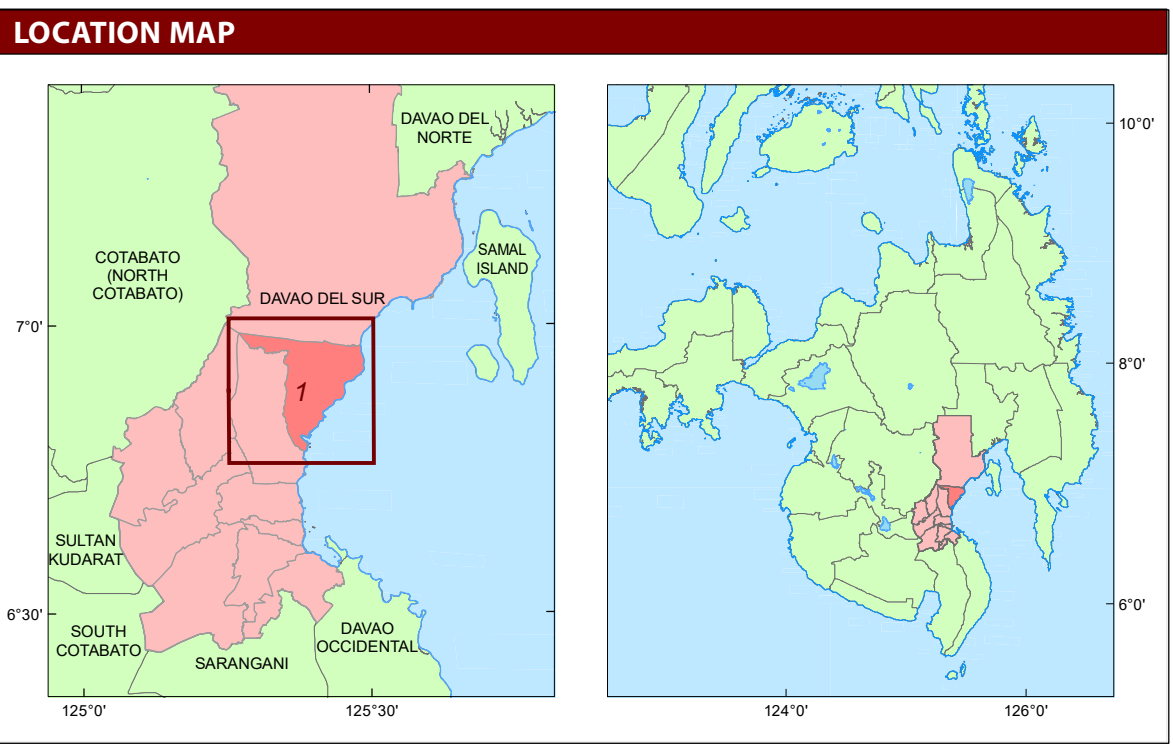 LOCATION MAP
DAVAO DEL
NORTE
COTABATO
(NORTH
COTABATO)
SAMAL
ISLAND
DAVAO DEL SUR
7°0'
1
SULTAN
KUDARAT
6°30'
SOUTH
COTABATO
DAVAO
OCCIDENTAL
SARANGANI
125°0'
125°30'
10°0'
8°0'
6°0'
124°0'
126°0'